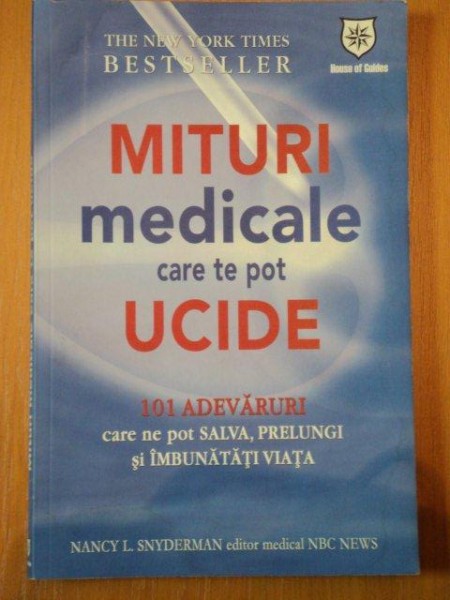 THE NEW YORK TIMES
BESTSELLER
House of Guides
MITURI
medicale
care te pot
UCIDE
101 ADEVĂRURI
care ne pot SALVA, PRELUNGI
şi ÎMBUNĂTĂŢI VIAŢA
NANCY L. SNYDERMAN editor medical NBC NEWS